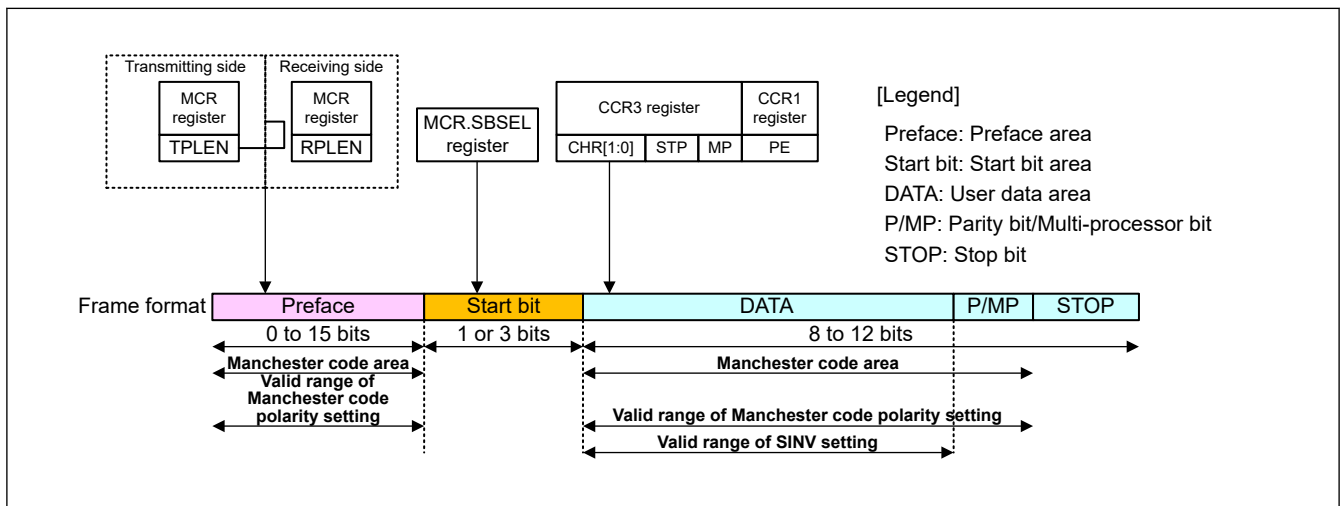 Transmitting side
Receiving side
MCR
register
TPLEN
MCR
register
RPLEN
MCR.SBSEL
register
CCR3 register
CCR1
register
CHR[1:0]
STP
MP
PE
[Legend]
Preface: Preface area
Start bit: Start bit area
DATA: User data area
P/MP: Parity bit/Multi-processor bit
STOP: Stop bit
Frame format
Preface
Start bit
DATA
P/MP
STOP
0 to 15 bits
1 or 3 bits
8 to 12 bits
Manchester code area
Valid range of
Manchester code
polarity setting
Manchester code area
Valid range of Manchester code polarity setting
Valid range of SINV setting